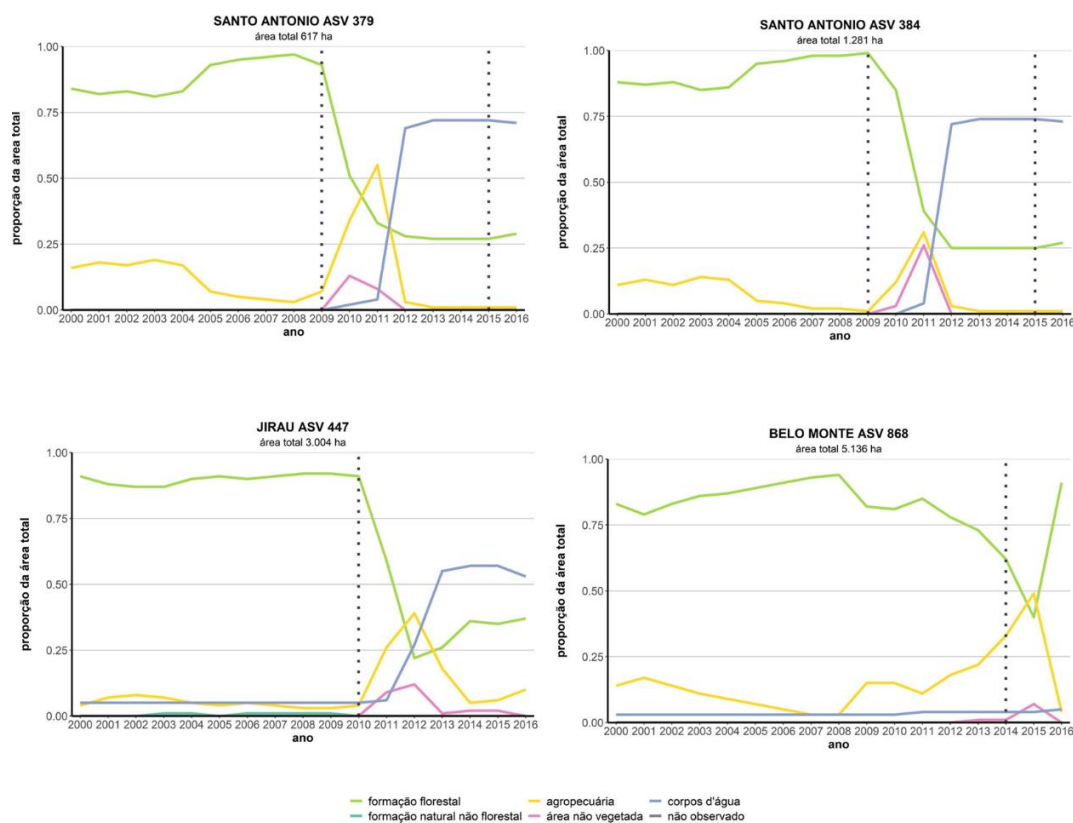 SANTO ANTONIO ASV 379
área total 617 ha
proporção da área total
1.00
0.75
0.50
0.25
0.00
2000 2001 2002 2003 2004 2005 2006 2007 2008 2009 2010 2011 2012 2013 2014 2015 2016
ano
SANTO ANTONIO ASV 384
área total 1.281 ha
proporção da área total
1.00
0.75
0.50
0.25
0.00
2000 2001 2002 2003 2004 2005 2006 2007 2008 2009 2010 2011 2012 2013 2014 2015 2016
ano
JIRAU ASV 447
área total 3.004 ha
proporção da área total
1.00
0.75
0.50
0.25
0.00
2000 2001 2002 2003 2004 2005 2006 2007 2008 2009 2010 2011 2012 2013 2014 2015 2016
ano
BELO MONTE ASV 868
área total 5.136 ha
proporção da área total
1.00
0.75
0.50
0.25
0.00
2000 2001 2002 2003 2004 2005 2006 2007 2008 2009 2010 2011 2012 2013 2014 2015 2016
ano
formação florestal agropecuária corpos d'água
formação natural não florestal área não vegetada não observado